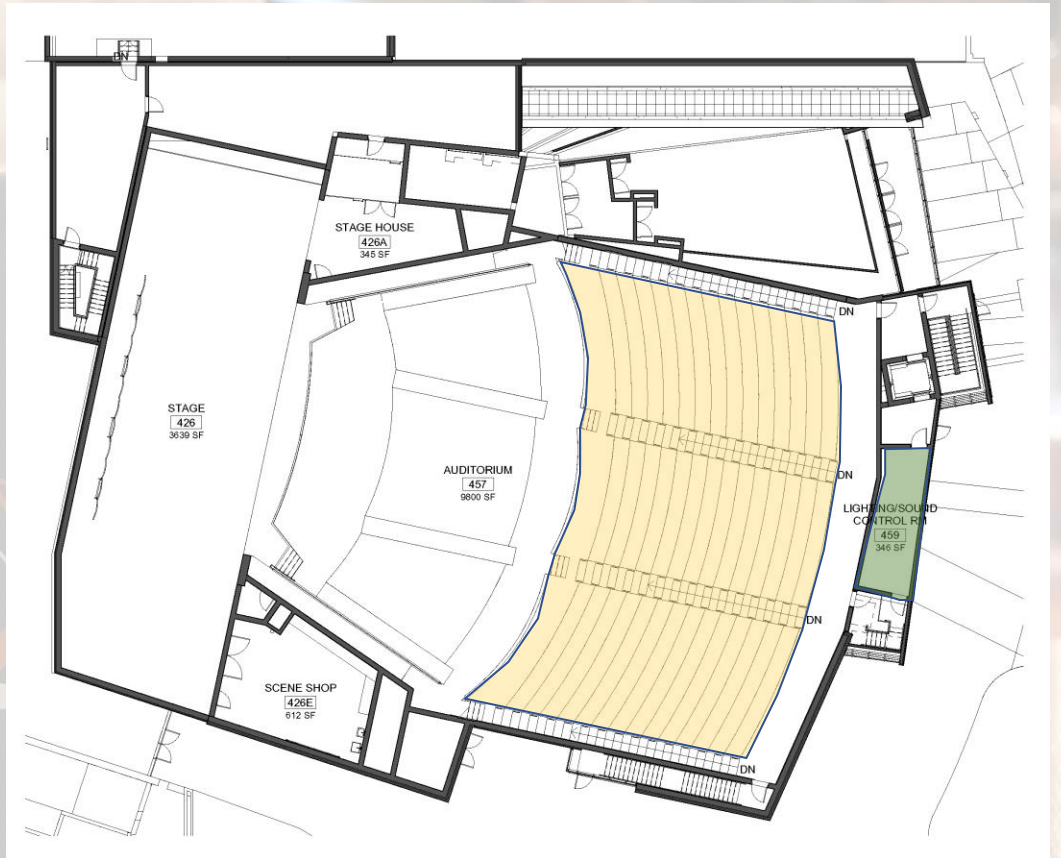 DN
STAGE HOUSE
426A
345 SF
DN
STAGE
426
3639 SF
AUDITORIUM
457
9800 SF
DN
LIGHTING/SOUND
CONTROL RM
459
346 SF
DN
SCENE SHOP
426E
612 SF
DN